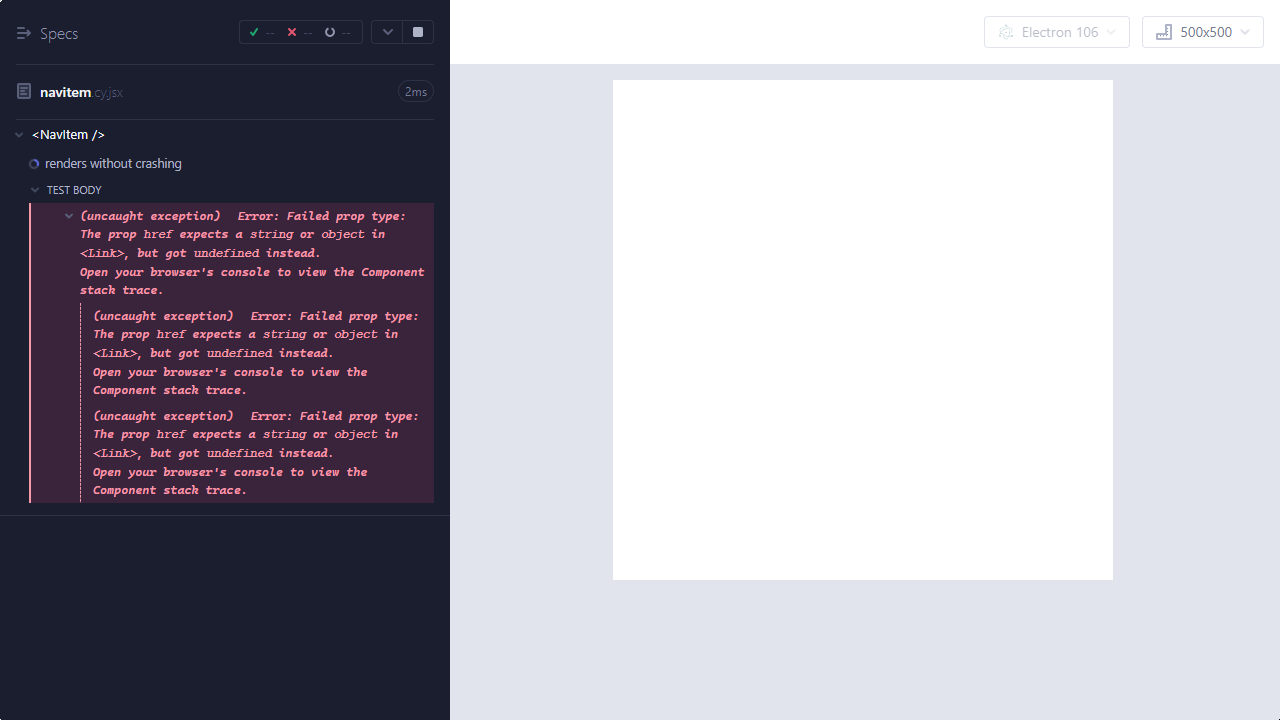 Specs
-- -- --
Electron 106
500x500
navitem.cy.jsx
2ms
<NavItem />
renders without crashing
TEST BODY
(uncaught exception) Error: Failed prop type:
The prop href expects a string or object in
<Link>, but got undefined instead.
Open your browser's console to view the Component
stack trace.
(uncaught exception) Error: Failed prop type:
The prop href expects a string or object in
<Link>, but got undefined instead.
Open your browser's console to view the
Component stack trace.
(uncaught exception) Error: Failed prop type:
The prop href expects a string or object in
<Link>, but got undefined instead.
Open your browser's console to view the
Component stack trace.